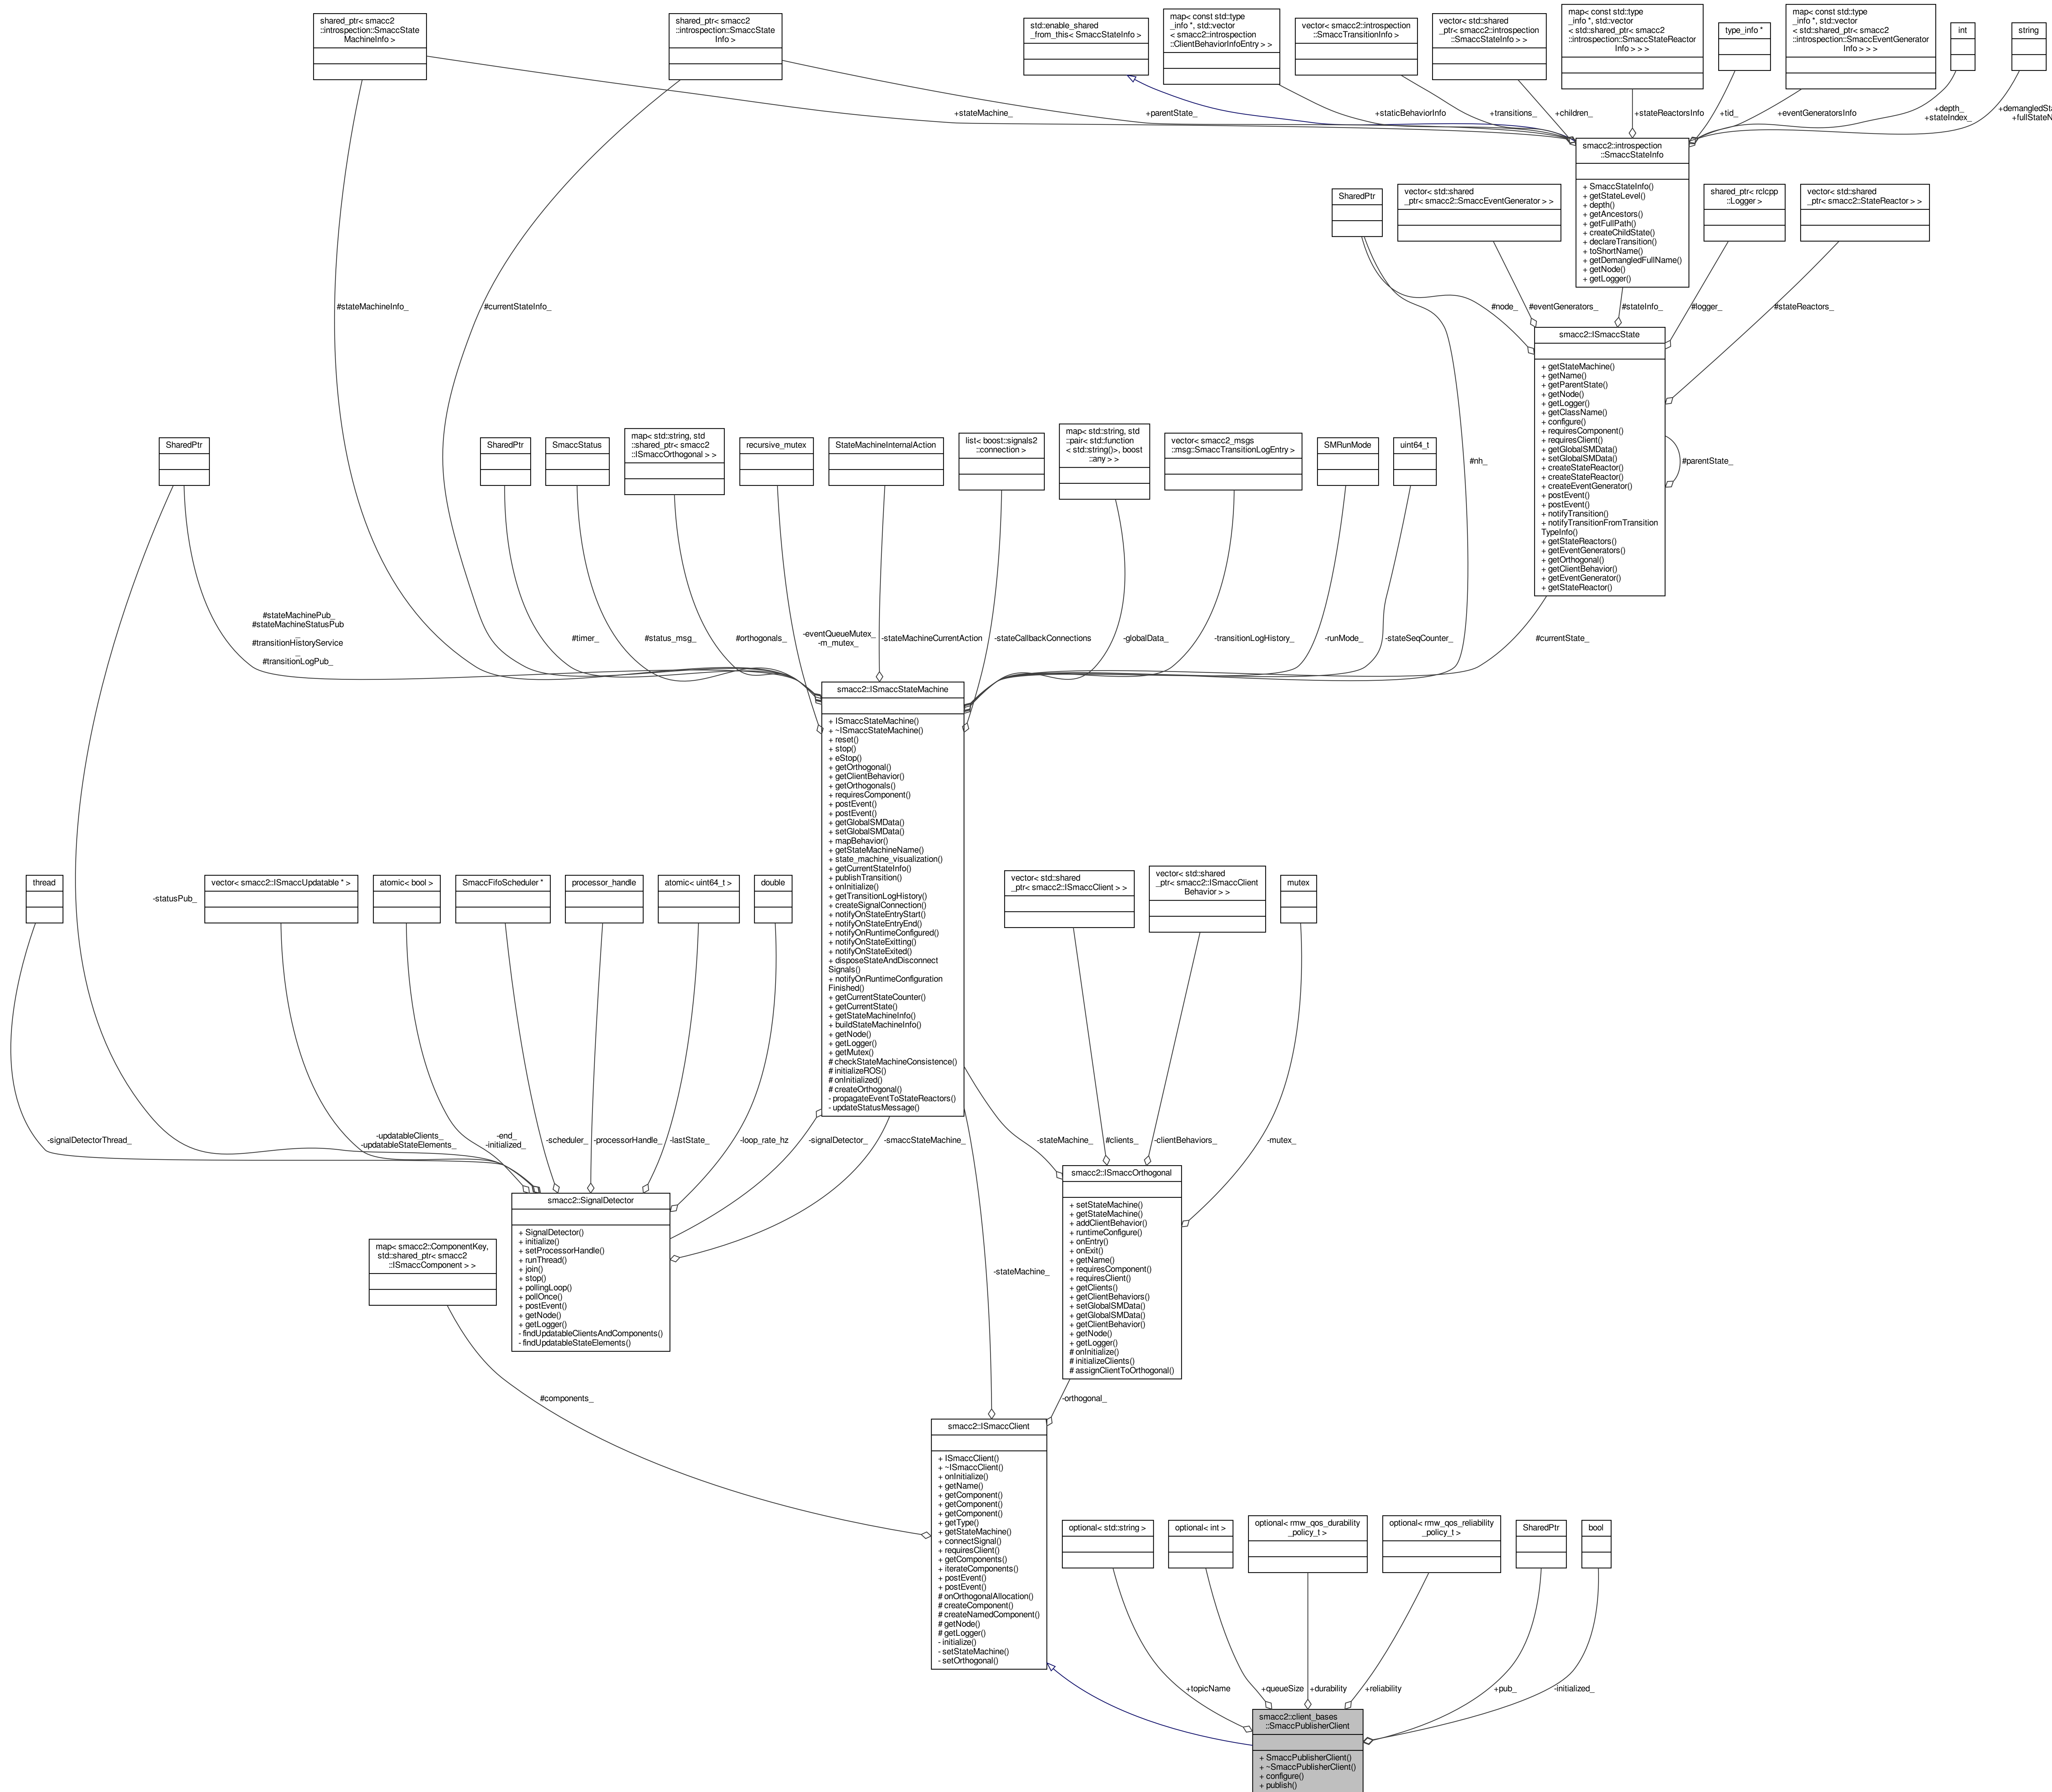 shared_ptr< smacc2
::introspection::SmaccState
MachineInfo >
shared_ptr< smacc2
::introspection::SmaccState
Info >
std::enable_shared
_from_this< SmaccStateInfo >
map< const std::type
_info *, std::vector
< smacc2::introspection
::ClientBehaviorInfoEntry > >
vector< smacc2::introspection
::SmaccTransitionInfo >
vector< std::shared
_ptr< smacc2::introspection
::SmaccStateInfo > >
map< const std::type
_info *, std::vector
< std::shared_ptr< smacc2
::introspection::SmaccStateReactor
Info > > >
type_info *
map< const std::type
_info *, std::vector
< std::shared_ptr< smacc2
::introspection::SmaccEventGenerator
Info > > >
int
string
+stateMachine_
+parentState_
+staticBehaviorInfo
+transitions_
+children_
+stateReactorsInfo
+tid_
+eventGeneratorsInfo
+depth_
+stateIndex_
+demangledSt
+fullStateN
smacc2::introspection
::SmaccStateInfo
+ SmaccStateInfo()
+ getStateLevel()
+ depth()
+ getAncestors()
+ getFullPath()
+ createChildState()
+ declareTransition()
+ toShortName()
+ getDemangledFullName()
+ getNode()
+ getLogger()
SharedPtr
vector< std::shared
_ptr< smacc2::SmaccEventGenerator > >
shared_ptr< rclcpp
::Logger >
vector< std::shared
_ptr< smacc2::StateReactor > >
#stateMachineInfo_
#currentStateInfo_
#node_
#eventGenerators_
#stateInfo_
#logger_
#stateReactors_
smacc2::ISmaccState
+ getStateMachine()
+ getName()
+ getParentState()
+ getNode()
+ getLogger()
+ getClassName()
+ configure()
+ requiresComponent()
+ requiresClient()
+ getGlobalSMData()
+ setGlobalSMData()
+ createStateReactor()
+ createStateReactor()
+ createEventGenerator()
+ postEvent()
+ postEvent()
+ notifyTransition()
+ notifyTransitionFromTransition
TypeInfo()
+ getStateReactors()
+ getEventGenerators()
+ getOrthogonal()
+ getClientBehavior()
+ getEventGenerator()
+ getStateReactor()
#parentState_
#nh_
SharedPtr
SharedPtr
SmaccStatus
map< std::string, std
::shared_ptr< smacc2
::ISmaccOrthogonal > >
recursive_mutex
StateMachineInternalAction
list< boost::signals2
::connection >
map< std::string, std
::pair< std::function
< std::string()>, boost
::any > >
vector< smacc2_msgs
::msg::SmaccTransitionLogEntry >
SMRunMode
uint64_t
#stateMachinePub_
#stateMachineStatusPub
_
#transitionHistoryService
_
#transitionLogPub_
#timer_
#status_msg_
#orthogonals_
-eventQueueMutex_
-m_mutex_
-stateMachineCurrentAction
-stateCallbackConnections
-globalData_
-transitionLogHistory_
-runMode_
-stateSeqCounter_
#currentState_
smacc2::ISmaccStateMachine
+ ISmaccStateMachine()
+ ~ISmaccStateMachine()
+ reset()
+ stop()
+ eStop()
+ getOrthogonal()
+ getClientBehavior()
+ getOrthogonals()
+ requiresComponent()
+ postEvent()
+ postEvent()
+ getGlobalSMData()
+ setGlobalSMData()
+ mapBehavior()
+ getStateMachineName()
+ state_machine_visualization()
+ getCurrentStateInfo()
+ publishTransition()
+ onInitialize()
+ getTransitionLogHistory()
+ createSignalConnection()
+ notifyOnStateEntryStart()
+ notifyOnStateEntryEnd()
+ notifyOnRuntimeConfigured()
+ notifyOnStateExitting()
+ notifyOnStateExited()
+ disposeStateAndDisconnect
Signals()
+ notifyOnRuntimeConfiguration
Finished()
+ getCurrentStateCounter()
+ getCurrentState()
+ getStateMachineInfo()
+ buildStateMachineInfo()
+ getNode()
+ getLogger()
+ getMutex()
# checkStateMachineConsistence()
# initializeROS()
# onInitialized()
# createOrthogonal()
- propagateEventToStateReactors()
- updateStatusMessage()
thread
-statusPub_
vector< smacc2::ISmaccUpdatable * >
atomic< bool >
SmaccFifoScheduler *
processor_handle
atomic< uint64_t >
double
vector< std::shared
_ptr< smacc2::ISmaccClient > >
vector< std::shared
_ptr< smacc2::ISmaccClient
Behavior > >
mutex
-signalDetectorThread_
-updatableClients_
-updatableStateElements_
-end_
-initialized_
-scheduler_
-processorHandle_
-lastState_
-loop_rate_hz
-signalDetector_
-smaccStateMachine_
-stateMachine_
#clients_
-clientBehaviors_
-mutex_
smacc2::SignalDetector
+ SignalDetector()
+ initialize()
+ setProcessorHandle()
+ runThread()
+ join()
+ stop()
+ pollingLoop()
+ pollOnce()
+ postEvent()
+ getNode()
+ getLogger()
- findUpdatableClientsAndComponents()
- findUpdatableStateElements()
smacc2::ISmaccOrthogonal
+ setStateMachine()
+ getStateMachine()
+ addClientBehavior()
+ runtimeConfigure()
+ onEntry()
+ onExit()
+ getName()
+ requiresComponent()
+ requiresClient()
+ getClients()
+ getClientBehaviors()
+ setGlobalSMData()
+ getGlobalSMData()
+ getClientBehavior()
+ getNode()
+ getLogger()
# onInitialize()
# initializeClients()
# assignClientToOrthogonal()
map< smacc2::ComponentKey,
std::shared_ptr< smacc2
::ISmaccComponent > >
-stateMachine_
#components_
-orthogonal_
smacc2::ISmaccClient
+ ISmaccClient()
+ ~ISmaccClient()
+ onInitialize()
+ getName()
+ getComponent()
+ getComponent()
+ getComponent()
+ getType()
+ getStateMachine()
+ connectSignal()
+ requiresClient()
+ getComponents()
+ iterateComponents()
+ postEvent()
+ postEvent()
# onOrthogonalAllocation()
# createComponent()
# createNamedComponent()
# getNode()
# getLogger()
- initialize()
- setStateMachine()
- setOrthogonal()
optional< std::string >
optional< int >
optional< rmw_qos_durability
_policy_t >
optional< rmw_qos_reliability
_policy_t >
SharedPtr
bool
+topicName
+queueSize
+durability
+reliability
+pub_
-initialized_
smacc2::client_bases
::SmaccPublisherClient
+ SmaccPublisherClient()
+ ~SmaccPublisherClient()
+ configure()
+ publish()